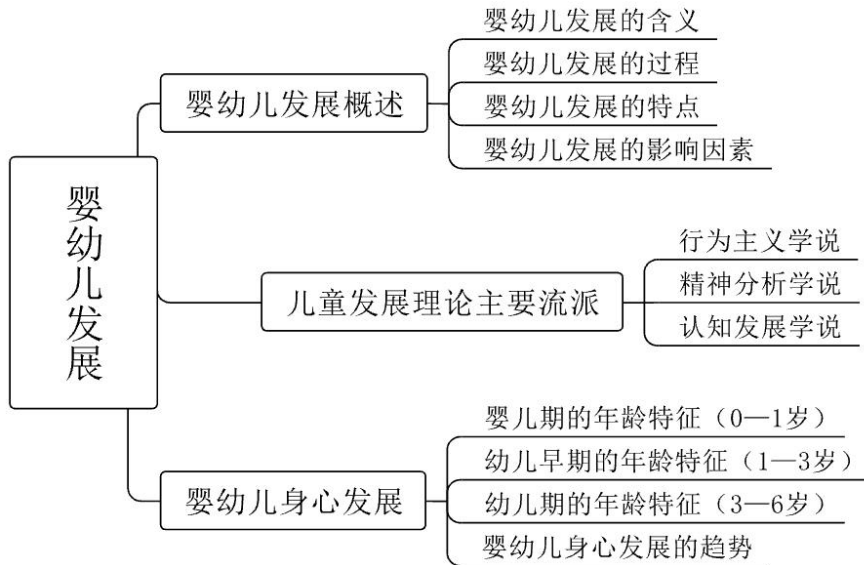 婴幼儿发展
婴幼儿发展概述
婴幼儿发展的含义
婴幼儿发展的过程
婴幼儿发展的特点
婴幼儿发展的影响因素
儿童发展理论主要流派
行为主义学说
精神分析学说
认知发展学说
婴幼儿身心发展
婴儿期的年龄特征（0—1岁）
幼儿早期的年龄特征（1—3岁）
幼儿期的年龄特征（3—6岁）
婴幼儿身心发展的趋势